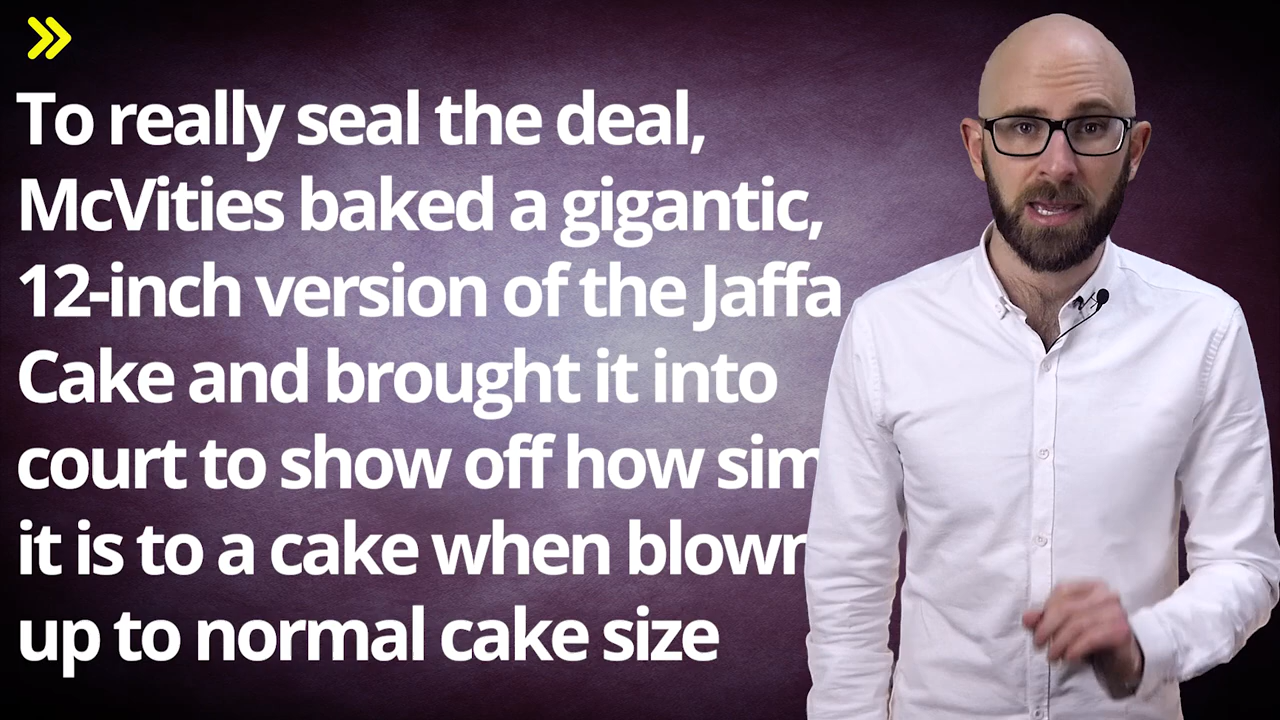 To really seal the deal,
McVities baked a gigantic,
12-inch version of the Jaffa
Cake and brought it into
court to show off how sim
it is to a cake when blown
up to normal cake size